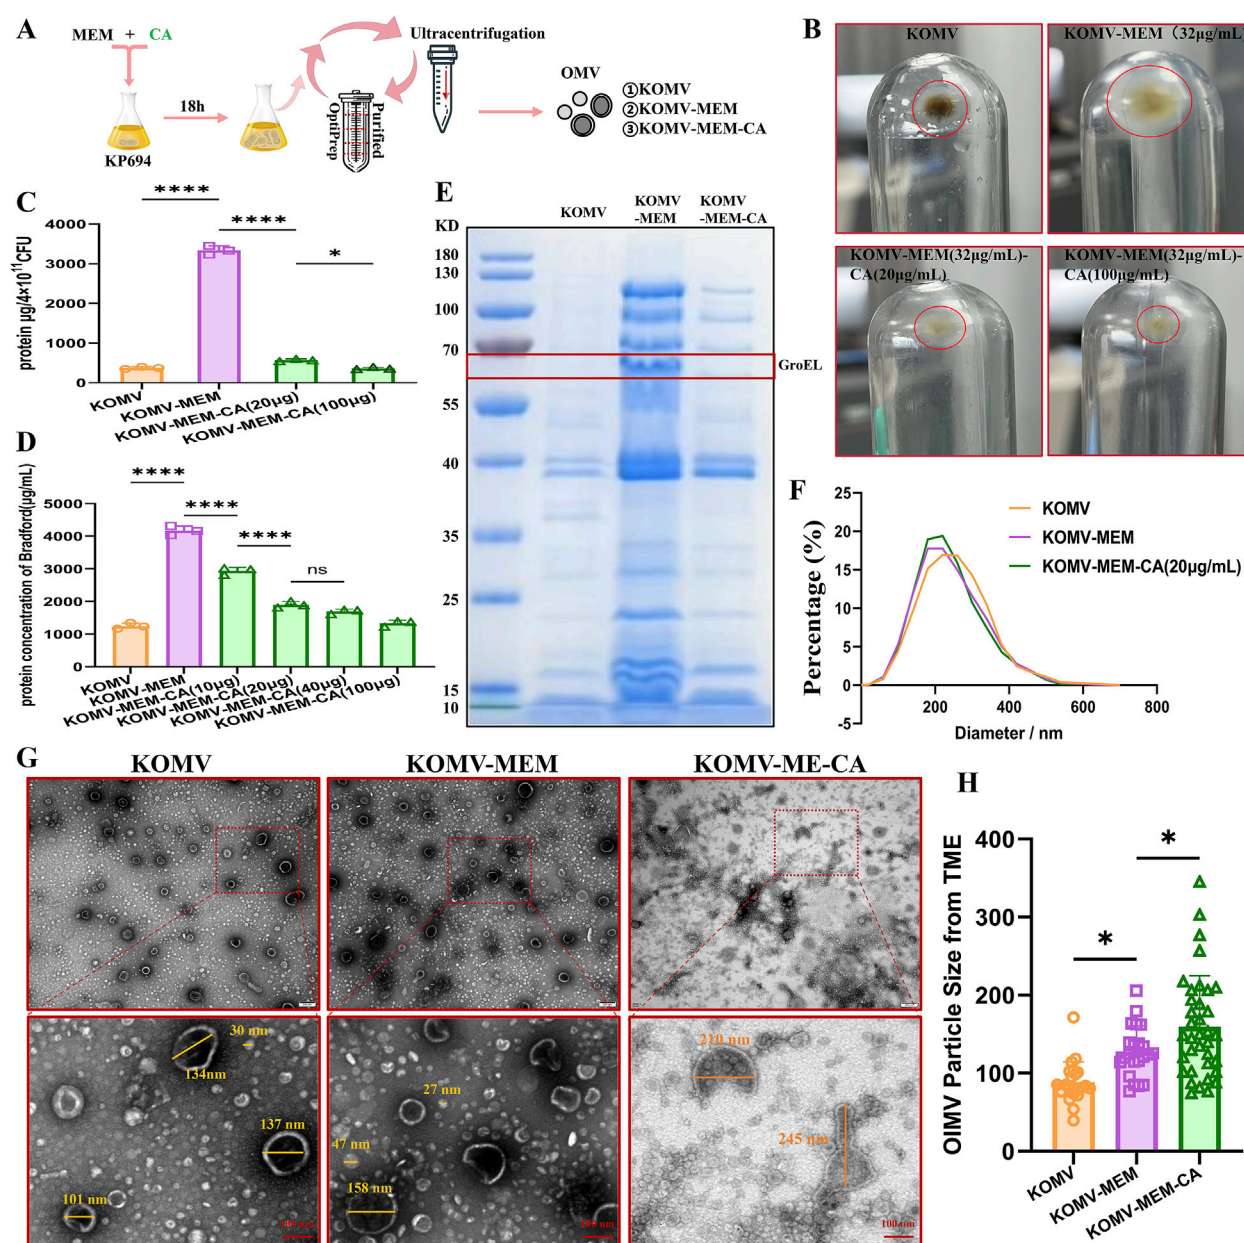 A
MEM + CA
KP694
18h
OptiPrep
Purified
Ultracentrifugation
OMV
①KOMV
②KOMV-MEM
③KOMV-MEM-CA
B
KOMV
KOMV-MEM（32μg/mL)
KOMV-MEM(32μg/mL)-
CA(20μg/mL)
KOMV-MEM(32μg/mL)-
CA(100μg/mL)
C
protein μg/4×10¹¹CFU
4000
3000
2000
1000
0
****
****
*
KOMV
KOMV-MEM
KOMV-MEM-CA(20μg)
KOMV-MEM-CA(100μg)
D
protein concentration of Bradford(μg/mL)
5000
4000
3000
2000
1000
0
****
****
****
ns
KOMV
KOMV-MEM
KOMV-MEM-CA(10μg)
KOMV-MEM-CA(20μg)
KOMV-MEM-CA(40μg)
KOMV-MEM-CA(100μg)
E
KD
KOMV
KOMV
-MEM
KOMV
-MEM-CA
180
130
100
70
55
40
35
25
15
10
GroEL
F
Percentage (%)
25
20
15
10
5
0
-5
200
400
600
800
Diameter / nm
KOMV
KOMV-MEM
KOMV-MEM-CA(20μg/mL)
G
KOMV
KOMV-MEM
KOMV-ME-CA
30 nm
134nm
137 nm
101 nm
100 nm
27 nm
47 nm
158 nm
100 nm
210 nm
245 nm
100 nm
H
OIMV Particle Size from TME
400
300
200
100
0
*
*
KOMV
KOMV-MEM
KOMV-MEM-CA